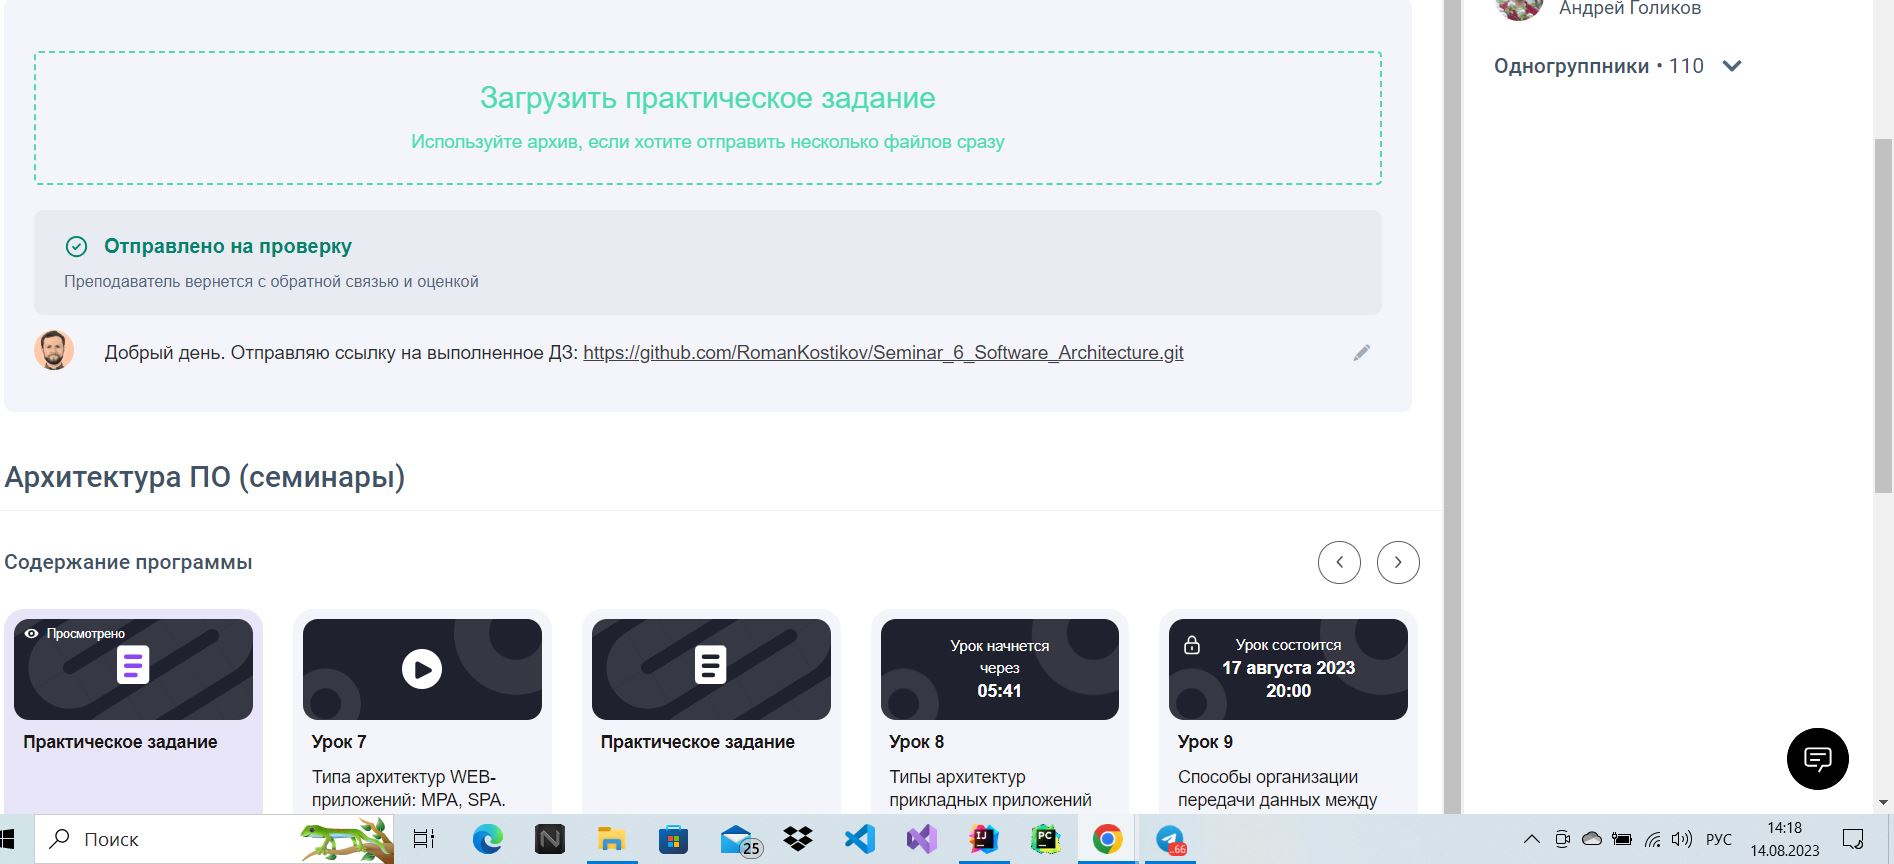 Андрей Голиков
Одногруппники • 110
Загрузить практическое задание
Используйте архив, если хотите отправить несколько файлов сразу
Отправлено на проверку
Преподаватель вернется с обратной связью и оценкой
Добрый день. Отправляю ссылку на выполненное ДЗ: https://github.com/RomanKostikov/Seminar_6_Software_Architecture.git
Архитектура ПО (семинары)
Содержание программы
Просмотрено
Практическое задание
Урок 7
Типа архитектур WEB-
приложений: MPA, SPA.
Практическое задание
Урок начнется
через
05:41
Урок 8
Типы архитектур
прикладных приложений
Урок состоится
17 августа 2023
20:00
Урок 9
Способы организации
передачи данных между
Поиск
N
25
IJ
PC
..66
РУС
14:18
14.08.2023